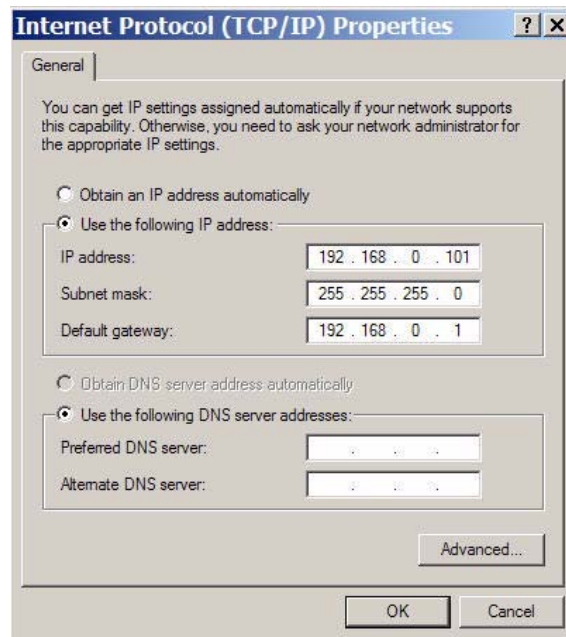 Internet Protocol (TCP/IP) Properties
General
You can get IP settings assigned automatically if your network supports
this capability. Otherwise, you need to ask your network administrator for
the appropriate IP settings.
Obtain an IP address automatically
Use the following IP address:
IP address: 192 . 168 . 0 . 101
Subnet mask: 255 . 255 . 255 . 0
Default gateway: 192 . 168 . 0 . 1
Obtain DNS server address automatically
Use the following DNS server addresses:
Preferred DNS server: . . .
Alternate DNS server: . . .
Advanced...
OK Cancel